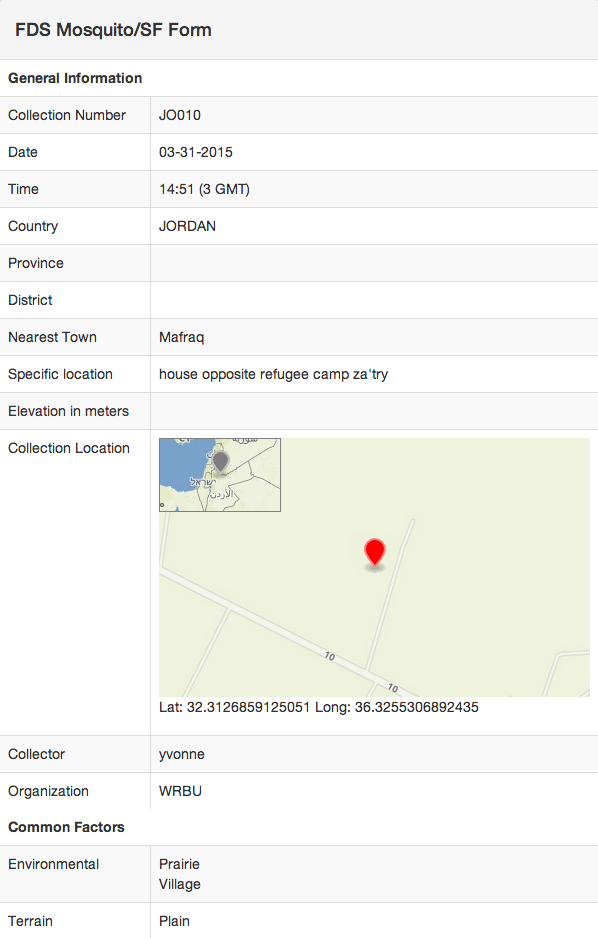 FDS Mosquito/SF Form
General Information
Collection Number JO010
Date 03-31-2015
Time 14:51 (3 GMT)
Country JORDAN
Province
District
Nearest Town Mafraq
Specific location house opposite refugee camp za'try
Elevation in meters
Collection Location
ישראל
الأردن
10
10
Lat: 32.3126859125051 Long: 36.3255306892435
Collector yvonne
Organization WRBU
Common Factors
Environmental Prairie
Village
Terrain Plain